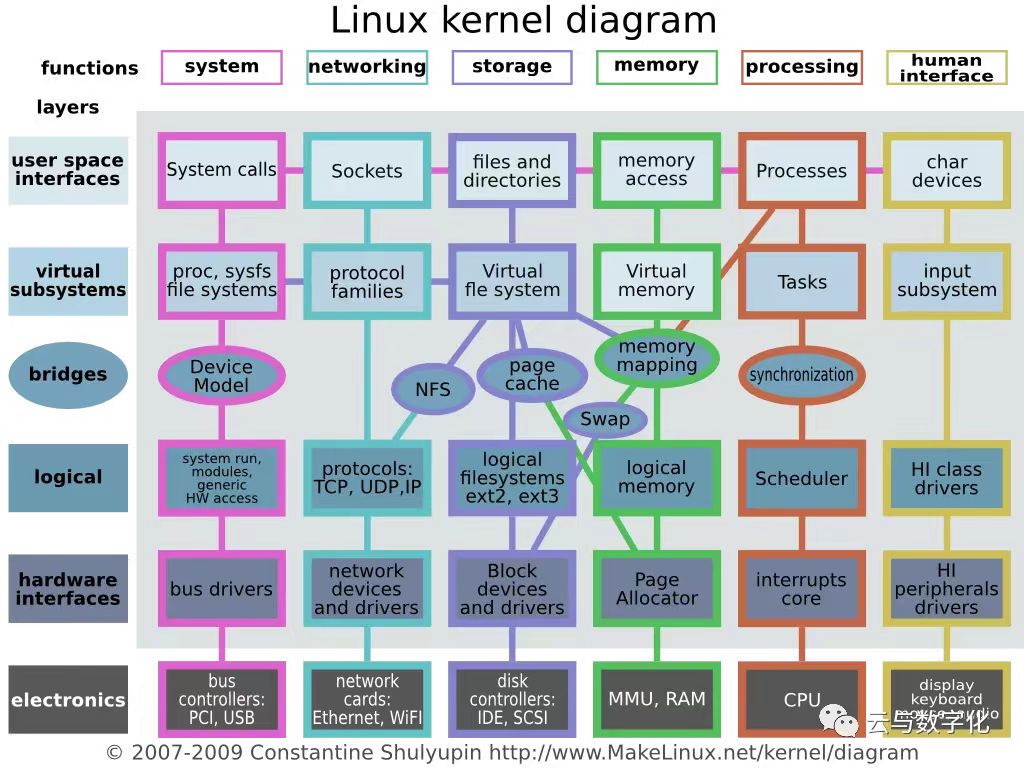 Linux kernel diagram
functions
system
networking
storage
memory
processing
human
interface
layers
user space
interfaces
System calls
Sockets
files and
directories
memory
access
Processes
char
devices
virtual
subsystems
proc, sysfs
file systems
protocol
families
Virtual
fle system
Virtual
memory
Tasks
input
subsystem
bridges
Device
Model
NFS
page
cache
memory
mapping
Swap
synchronization
logical
system run,
modules,
generic
HW access
protocols:
TCP, UDP,IP
logical
filesystems
ext2, ext3
logical
memory
Scheduler
HI class
drivers
hardware
interfaces
bus drivers
network
devices
and drivers
Block
devices
and drivers
Page
Allocator
interrupts
core
HI
peripherals
drivers
electronics
bus
controllers:
PCI, USB
network
cards:
Ethernet, WiFI
disk
controllers:
IDE, SCSI
MMU, RAM
CPU
display
keyboard
云与数字化
© 2007-2009 Constantine Shulyupin http://www.MakeLinux.net/kernel/diagram